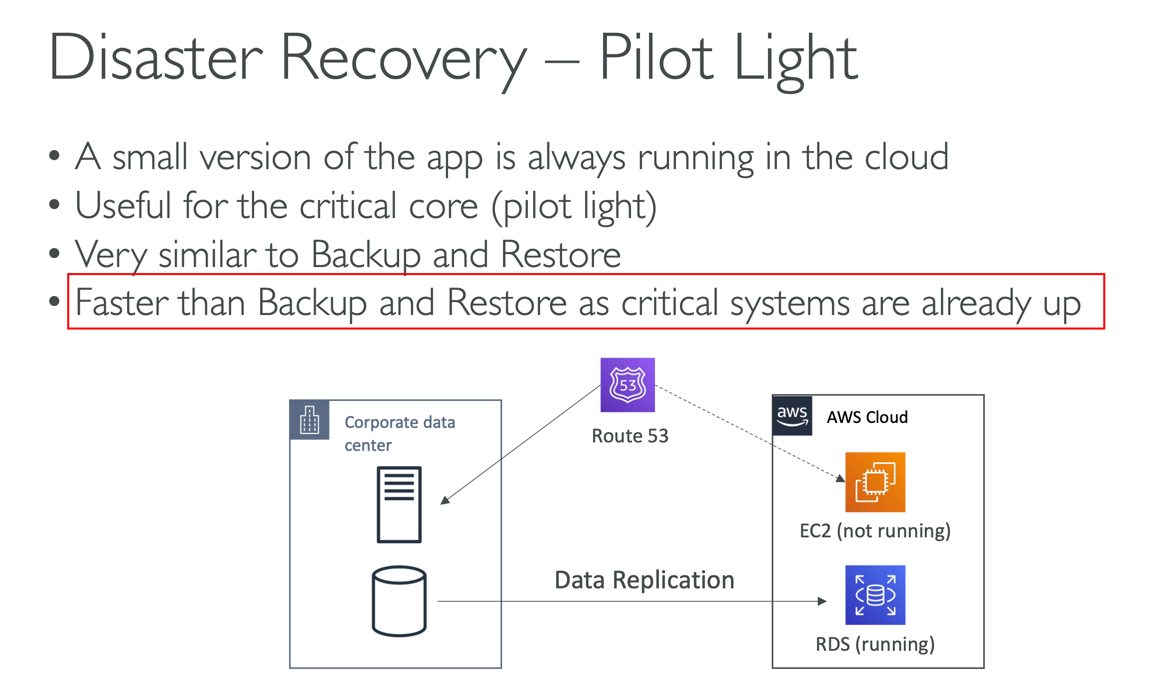 Disaster Recovery – Pilot Light
• A small version of the app is always running in the cloud
• Useful for the critical core (pilot light)
• Very similar to Backup and Restore
• Faster than Backup and Restore as critical systems are already up
53
Route 53
Corporate data
center
aws
AWS Cloud
EC2 (not running)
Data Replication
RDS (running)